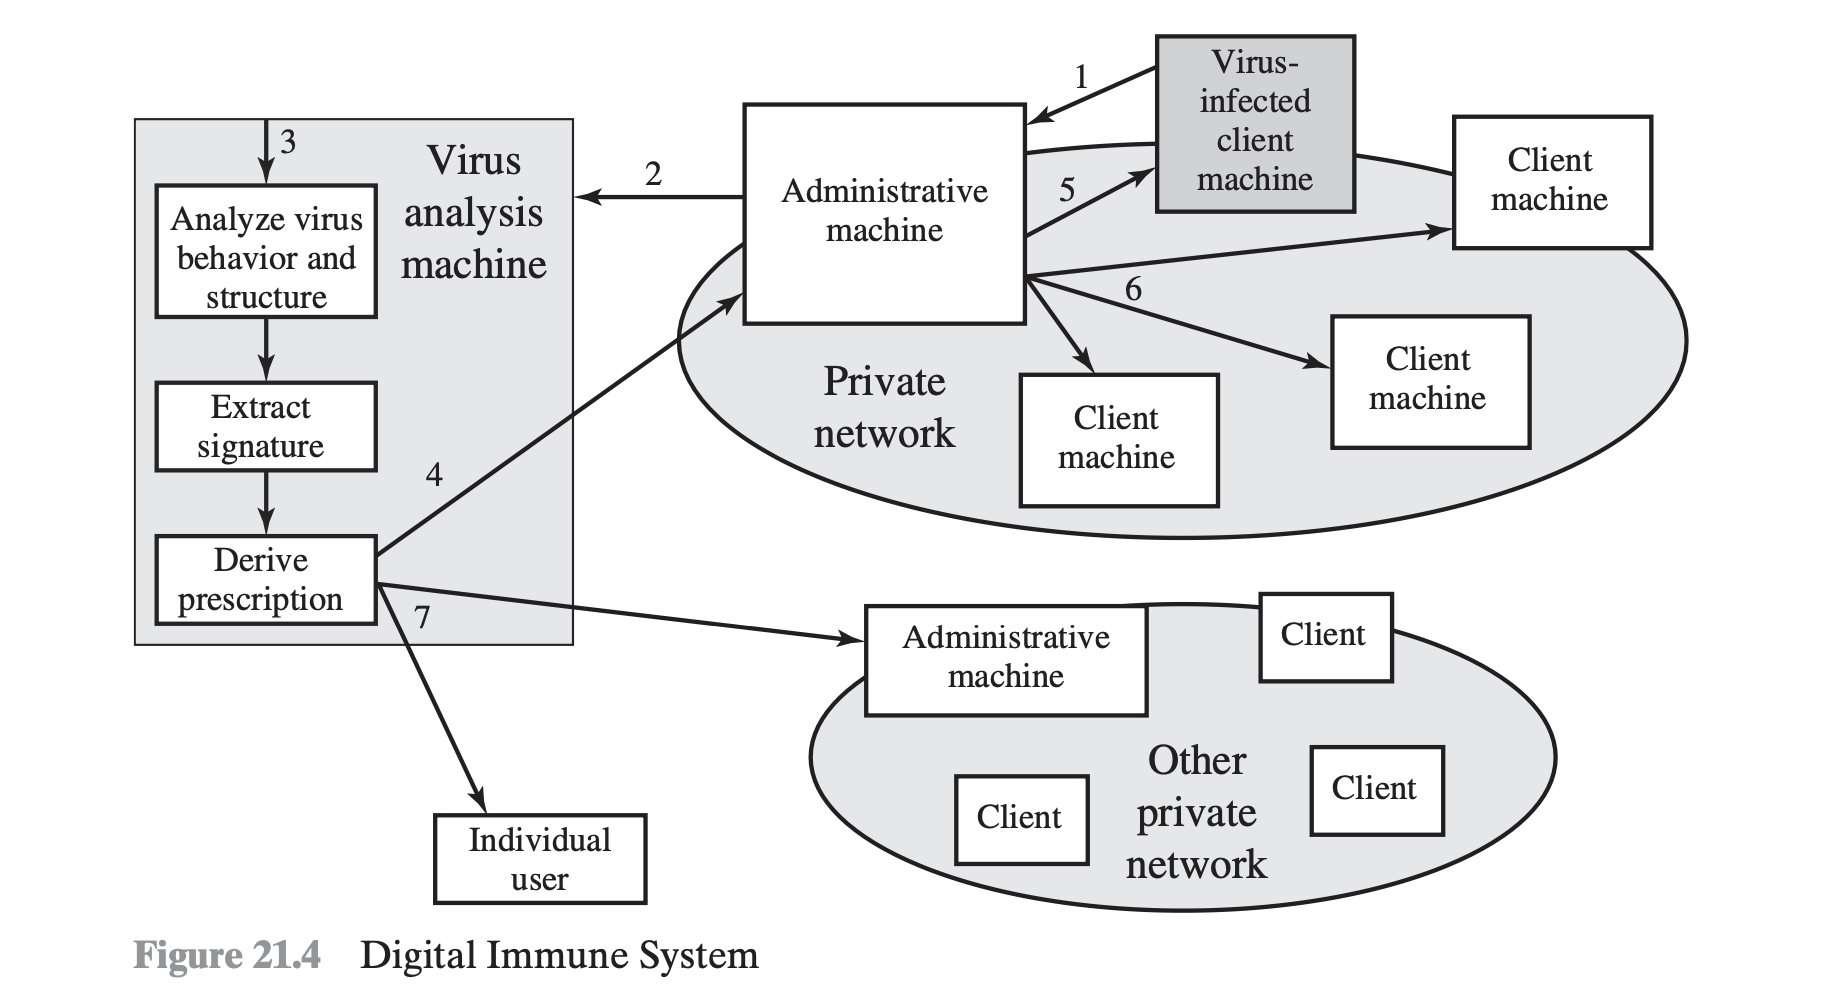 3
Virus
analysis
machine
Analyze virus
behavior and
structure
Extract
signature
Derive
prescription
2
4
7
Administrative
machine
1
5
6
Virus-
infected
client
machine
Client
machine
Client
machine
Client
machine
Private
network
Administrative
machine
Client
Client
Client
Other
private
network
Individual
user
Figure 21.4 Digital Immune System